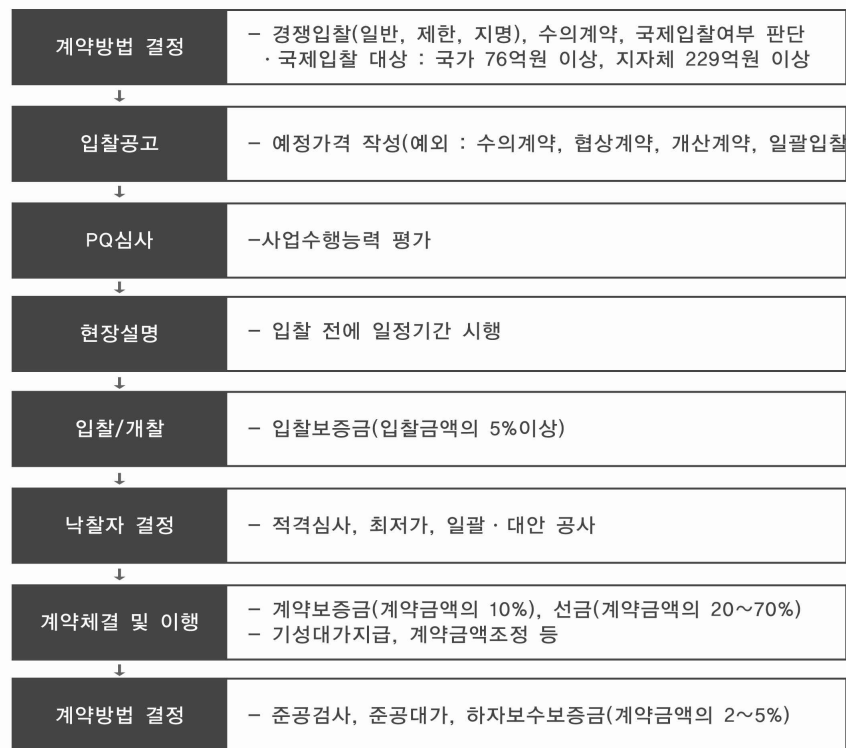 계약방법 결정
- 경쟁입찰(일반, 제한, 지명), 수의계약, 국제입찰여부 판단
· 국제입찰 대상 : 국가 76억원 이상, 지자체 229억원 이상
↓
입찰공고
- 예정가격 작성(예외 : 수의계약, 협상계약, 개산계약, 일괄입찰
↓
PQ심사
-사업수행능력 평가
↓
현장설명
- 입찰 전에 일정기간 시행
↓
입찰/개찰
- 입찰보증금(입찰금액의 5%이상)
↓
낙찰자 결정
- 적격심사, 최저가, 일괄 · 대안 공사
↓
계약체결 및 이행
- 계약보증금(계약금액의 10%), 선금(계약금액의 20~70%)
- 기성대가지급, 계약금액조정 등
↓
계약방법 결정
- 준공검사, 준공대가, 하자보수보증금(계약금액의 2~5%)